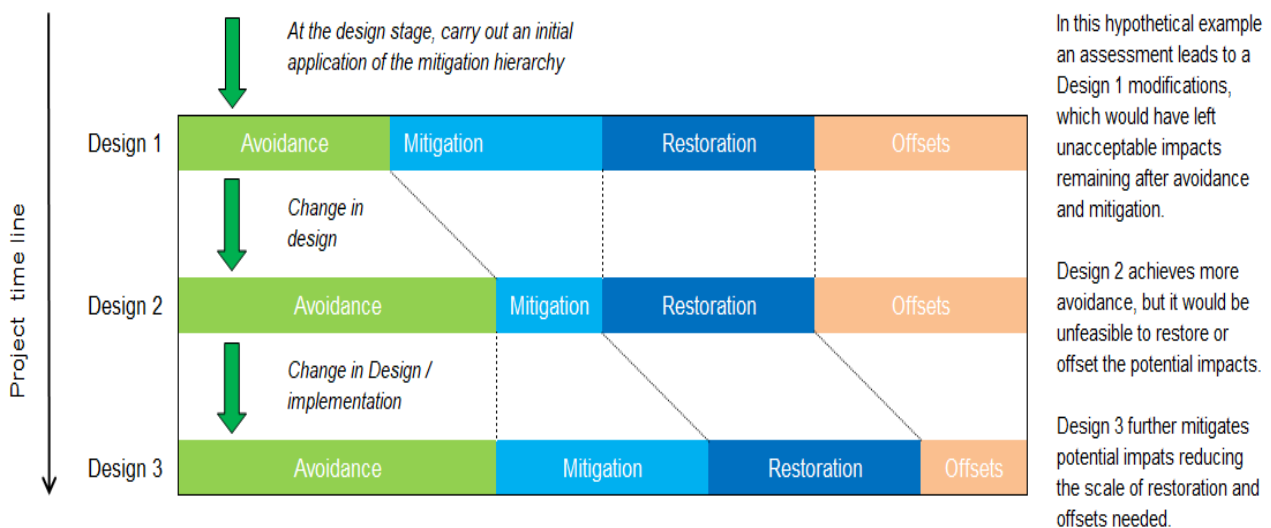 Project time line
At the design stage, carry out an initial
application of the mitigation hierarchy
Design 1
Avoidance
Mitigation
Restoration
Offsets
Change in
design
Design 2
Avoidance
Mitigation
Restoration
Offsets
Change in Design /
implementation
Design 3
Avoidance
Mitigation
Restoration
Offsets
In this hypothetical example
an assessment leads to a
Design 1 modifications,
which would have left
unacceptable impacts
remaining after avoidance
and mitigation.
Design 2 achieves more
avoidance, but it would be
unfeasible to restore or
offset the potential impacts.
Design 3 further mitigates
potential impats reducing
the scale of restoration and
offsets needed.